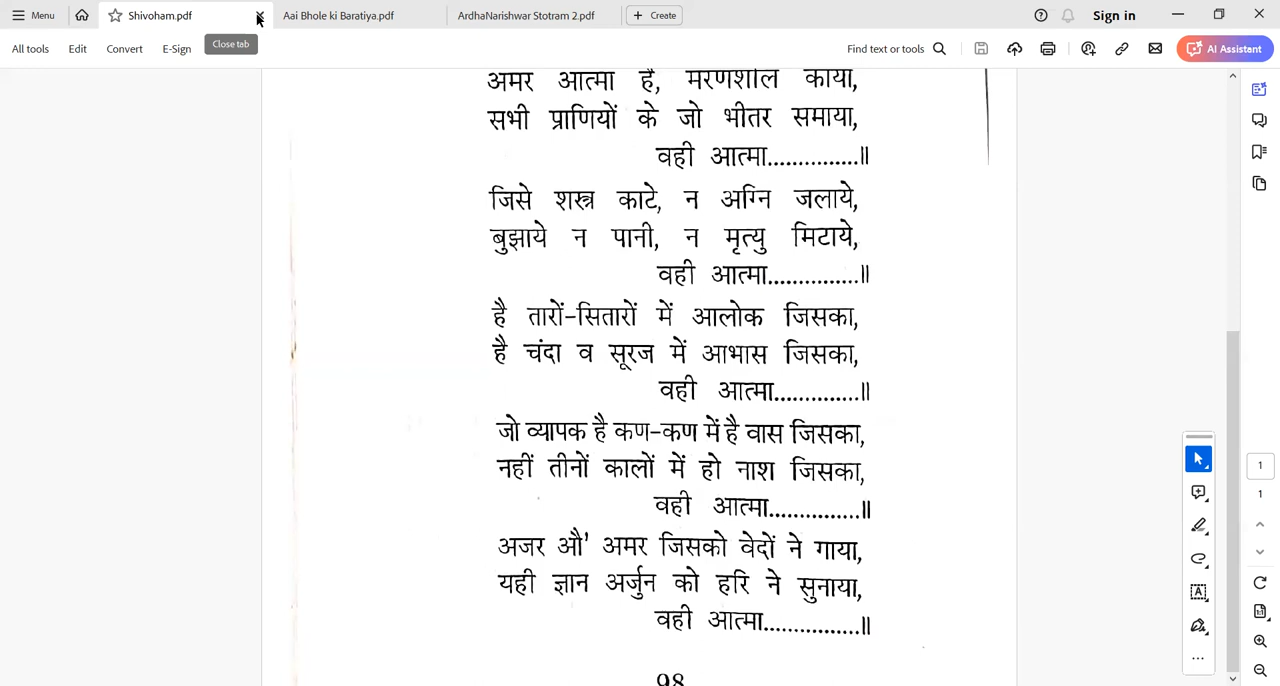 Menu
Shivoham.pdf
Aai Bhole ki Baratiya.pdf
ArdhaNarishwar Stotram 2.pdf
+ Create
Sign in
All tools Edit Convert E-Sign
Close tab
Find text or tools
AI Assistant
अमर आत्मा है, मरणशील काया,
सभी प्राणियों के जो भीतर समाया,
वही आत्मा...............॥
जिसे शस्त्र काटे, न अग्नि जलाये,
बुझाये न पानी, न मृत्यु मिटाये,
वही आत्मा...............॥
है तारों-सितारों में आलोक जिसका,
है चंदा व सूरज में आभास जिसका,
वही आत्मा..............॥
जो व्यापक है कण-कण में है वास जिसका,
नहीं तीनों कालों में हो नाश जिसका,
वही आत्मा...............॥
अजर औ' अमर जिसको वेदों ने गाया,
यही ज्ञान अर्जुन को हरि ने सुनाया,
वही आत्मा................॥
98
1
1